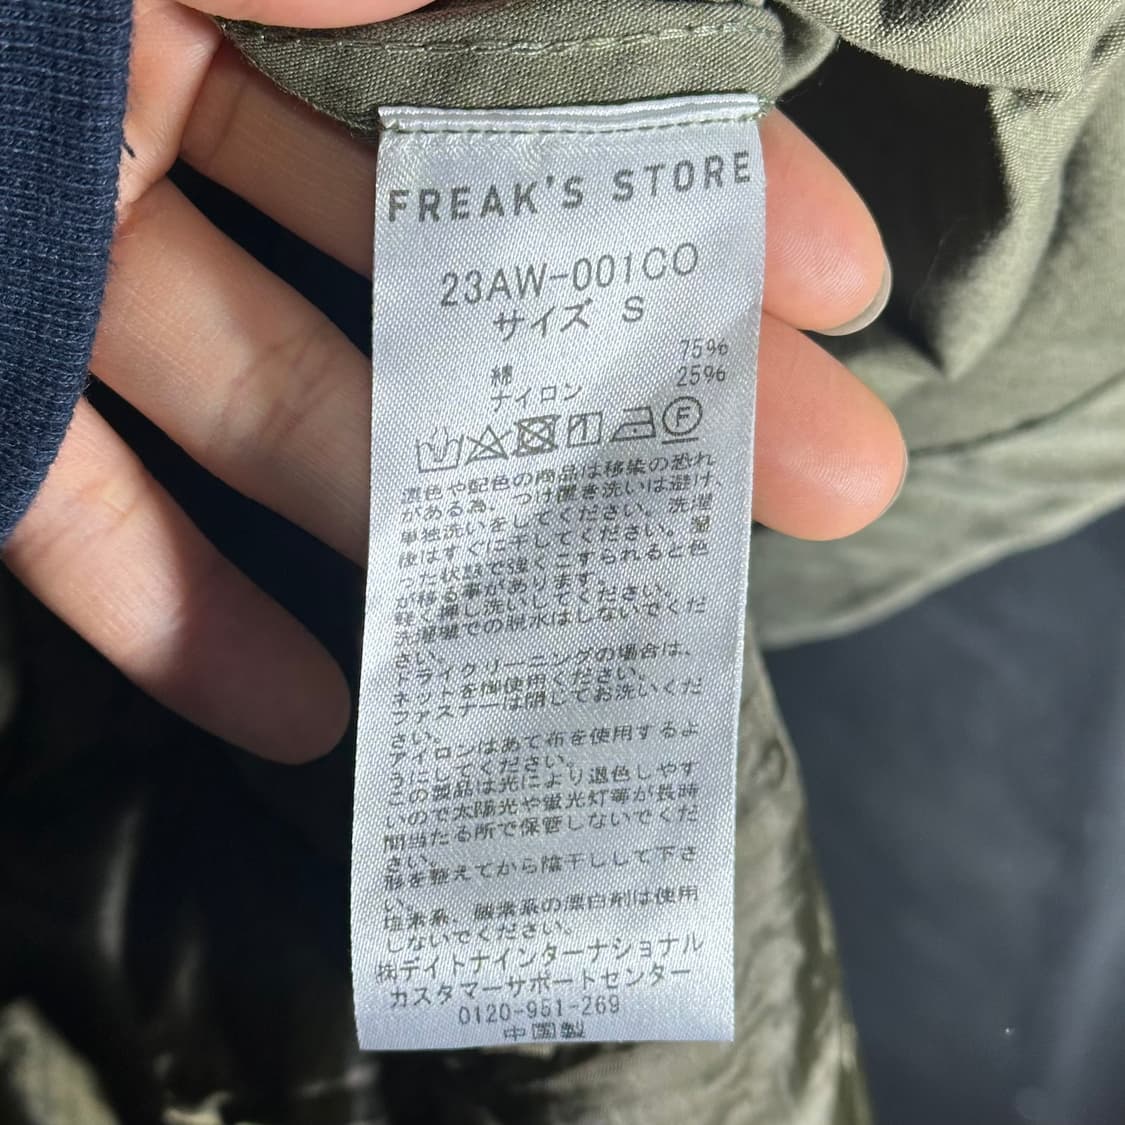 FREAK'S STORE
23AW-001CO
サイズ S
75%
綿
25%
ナイロン
F
濃色や配色の商品は移染の恐れ
がある為、つけ置き洗いは避け、
単独洗いをしてください。洗濯
後はすぐに干してください。湿
った状態で強くこすられると色
が移る事があります。
軽く押し洗いしてください。
洗濯機での脱水はしないでくだ
さい。
ドライクリーニングの場合は、
ネットを御使用ください。
ファスナーは閉じてお洗いくだ
さい。
アイロンはあて布を使用するよ
うにしてください。
この製品は光により退色しやす
いので太陽光や蛍光灯等が長時
間当たる所で保管しないでくだ
さい。
形を整えてから陰干しして下さ
い。
塩素系、酸素系の漂白剤は使用
しないでください。
㈱デイトナインターナショナル
カスタマーサポートセンター
0120-951-269
中国製